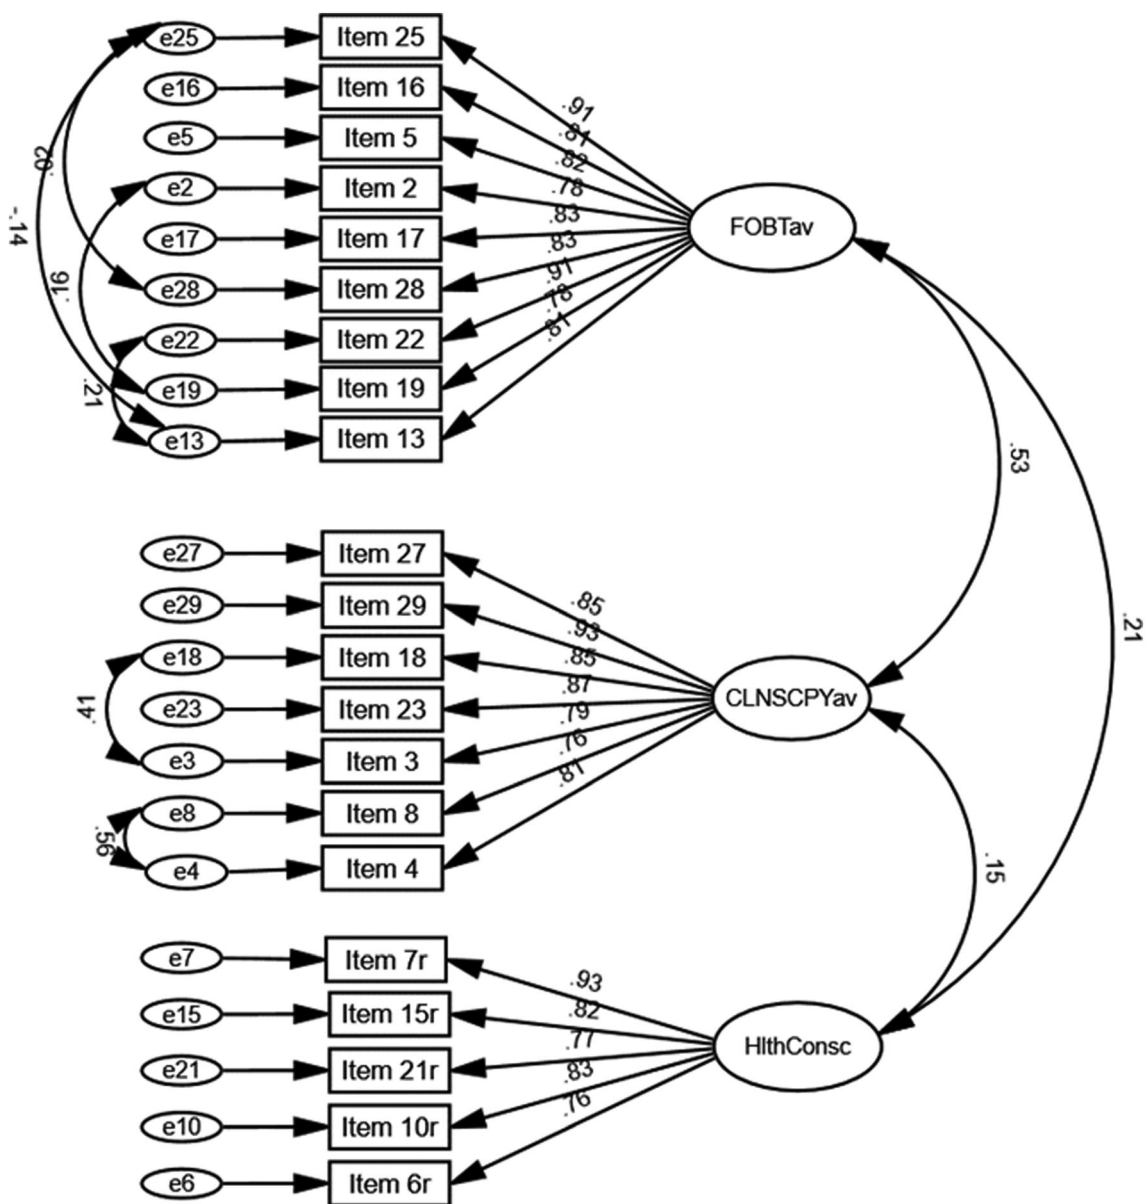 e25 Item 25
e16 Item 16
e5 Item 5
e2 Item 2
e17 Item 17
e28 Item 28
e22 Item 22
e19 Item 19
e13 Item 13
.91
.81
.82
.78
.83
.83
.91
.78
.81
FOBTav
.02
-.14
.16
.21
.53
.21
e27 Item 27
e29 Item 29
e18 Item 18
e23 Item 23
e3 Item 3
e8 Item 8
e4 Item 4
.85
.93
.85
.87
.79
.76
.81
CLNSCPYav
.41
.56
.15
e7 Item 7r
e15 Item 15r
e21 Item 21r
e10 Item 10r
e6 Item 6r
.93
.82
.77
.83
.76
HlthConsc